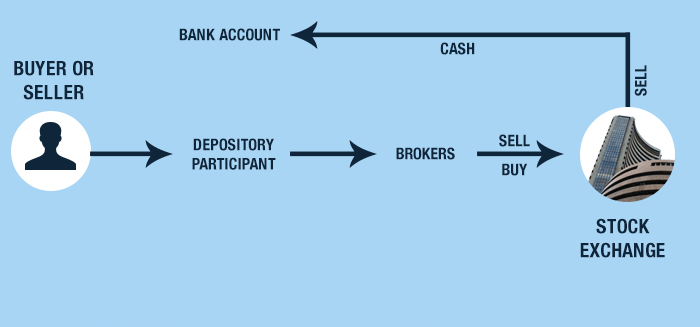 BANK ACCOUNT
CASH
SELL
BUYER OR
SELLER
DEPOSITORY
PARTICIPANT
BROKERS
SELL
BUY
STOCK
EXCHANGE